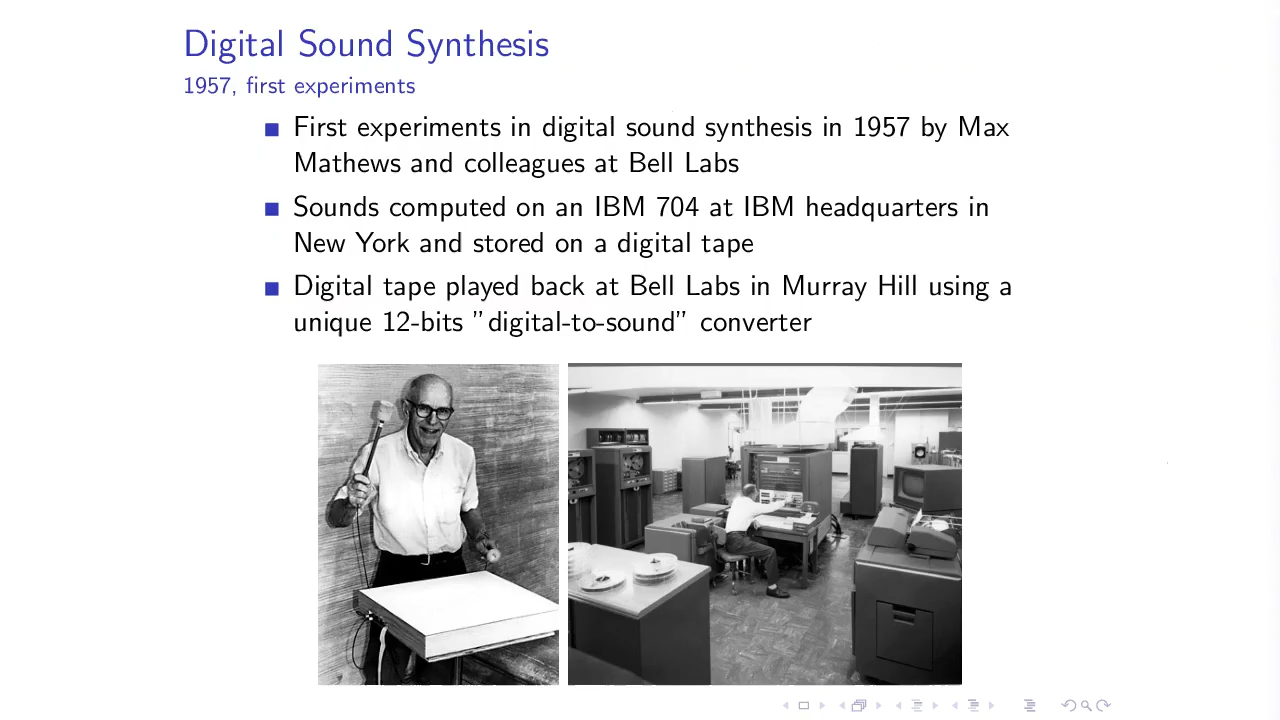 Digital Sound Synthesis
1957, first experiments
First experiments in digital sound synthesis in 1957 by Max
Mathews and colleagues at Bell Labs
Sounds computed on an IBM 704 at IBM headquarters in
New York and stored on a digital tape
Digital tape played back at Bell Labs in Murray Hill using a
unique 12-bits ”digital-to-sound” converter